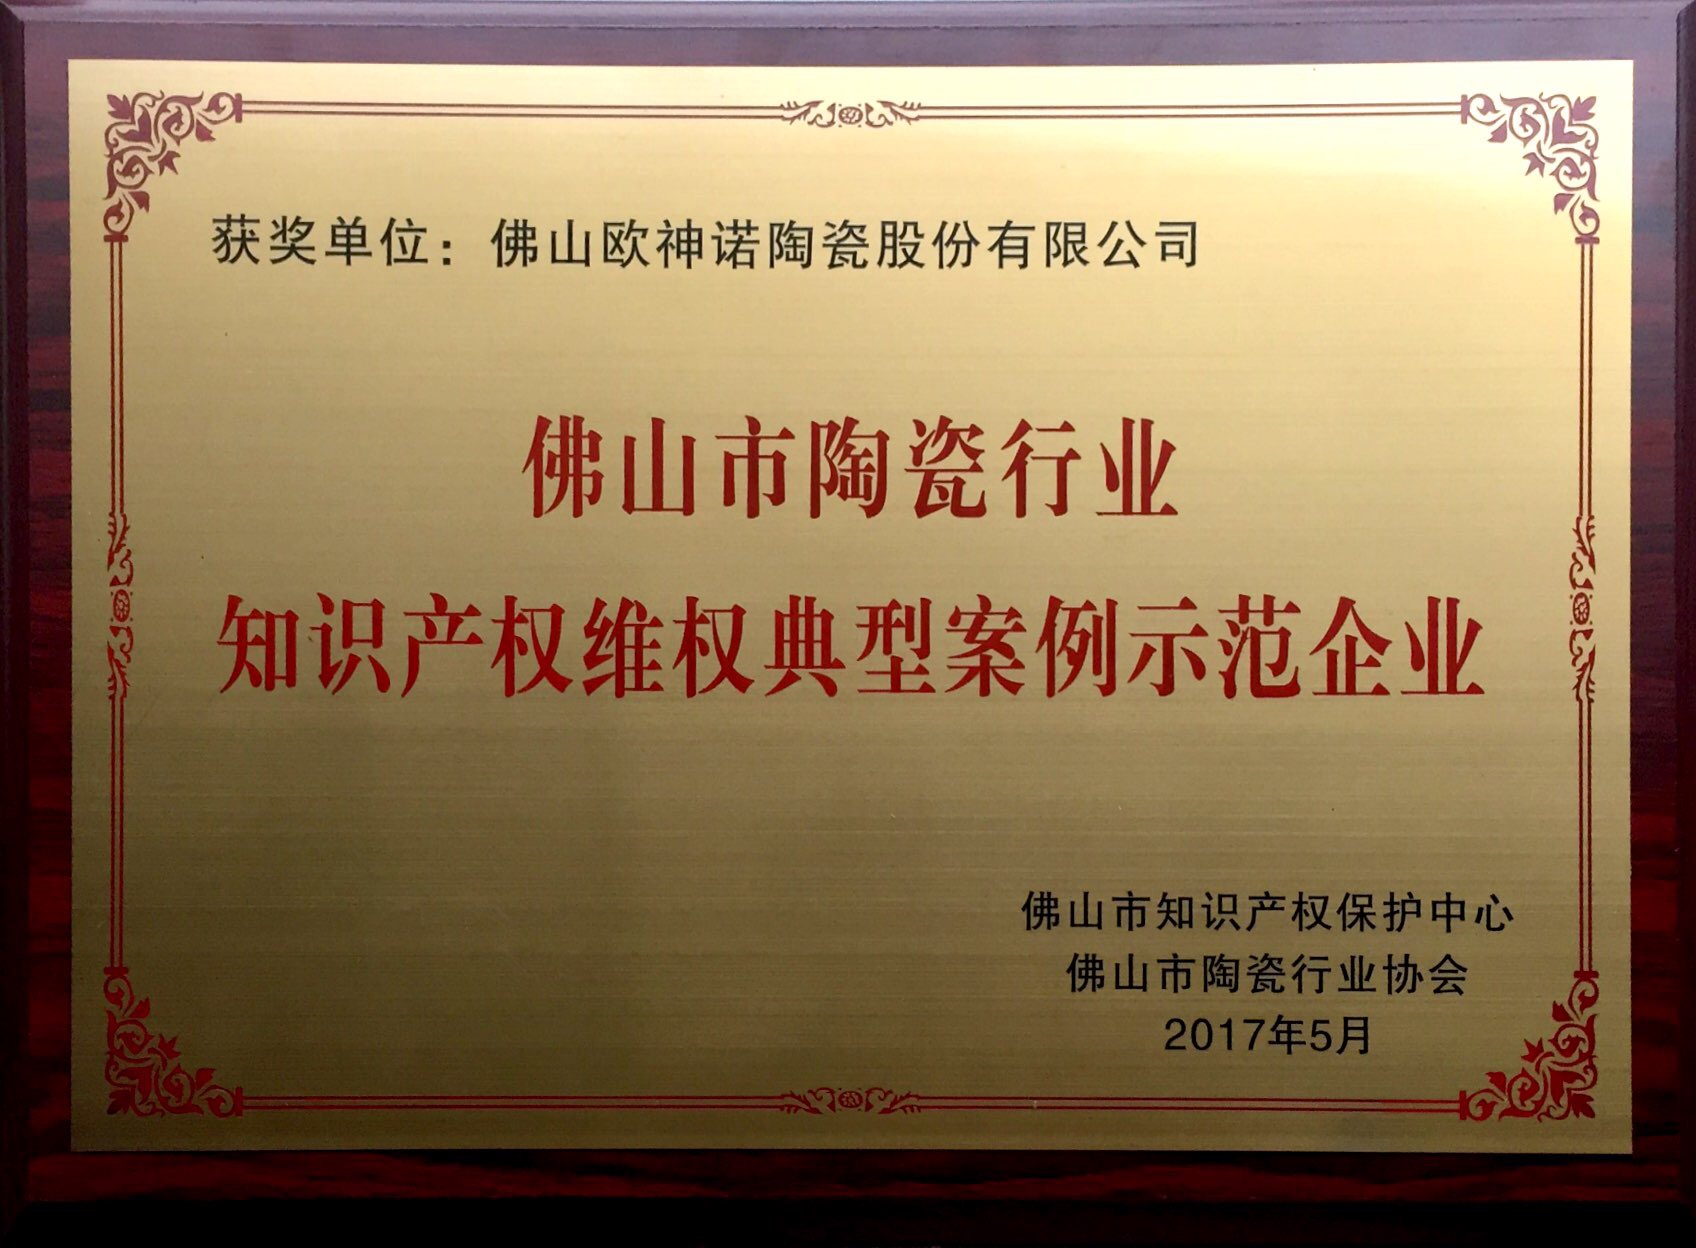 获奖单位：佛山欧神诺陶瓷股份有限公司
佛山市陶瓷行业
知识产权维权典型案例示范企业
佛山市知识产权保护中心
佛山市陶瓷行业协会
2017年5月